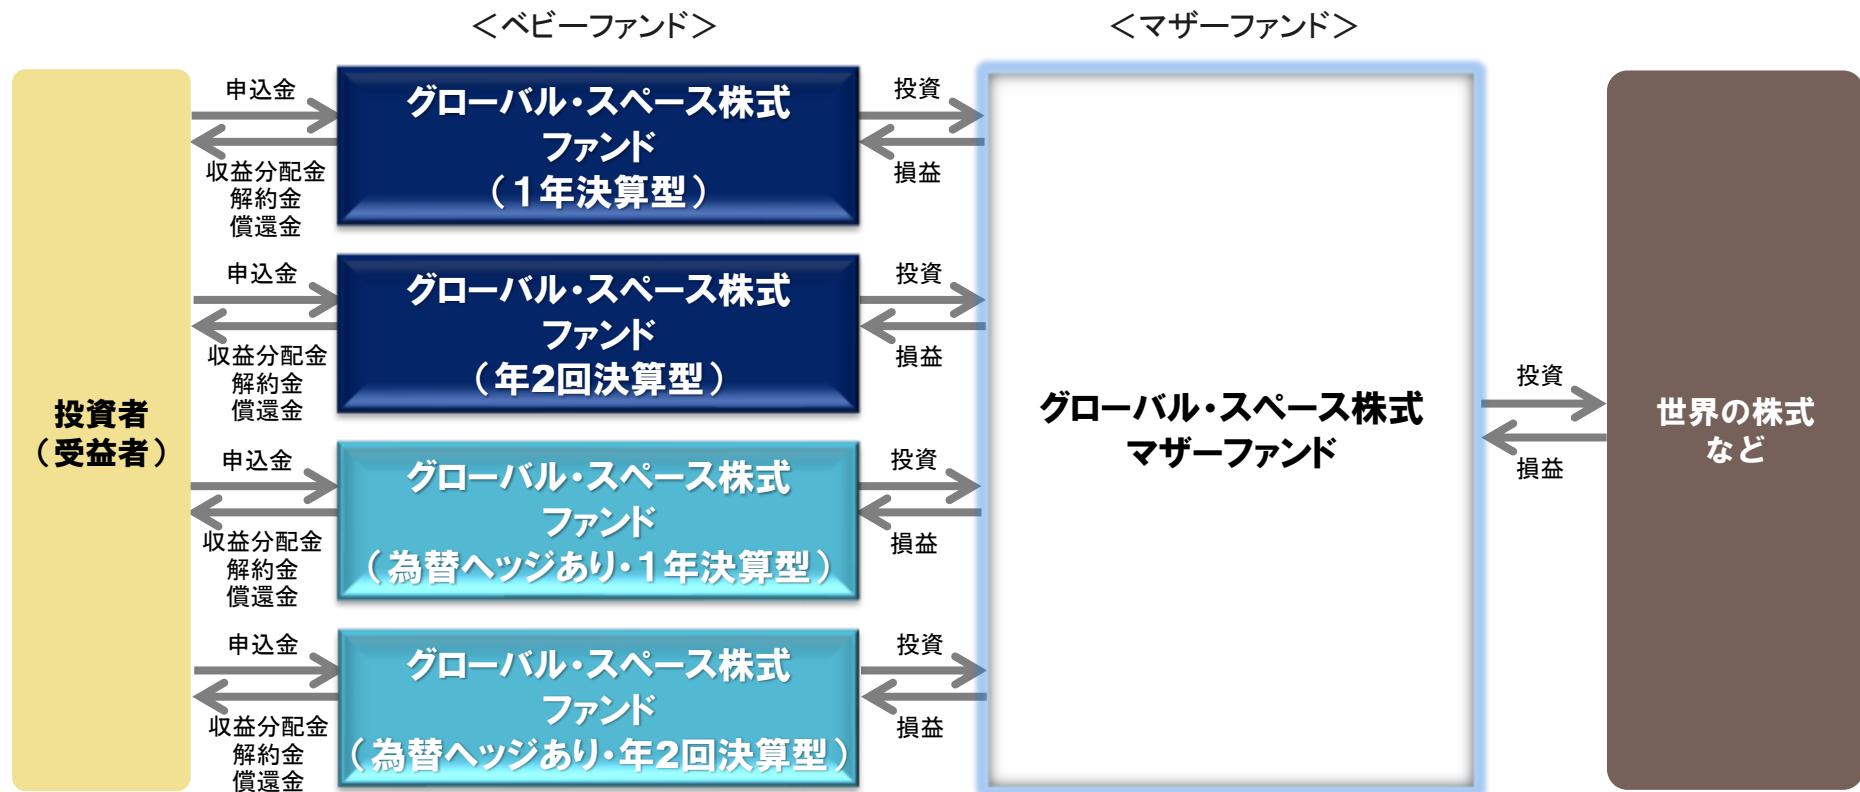 ＜ベビーファンド＞
＜マザーファンド＞
投資者
（受益者）
申込金
収益分配金
解約金
償還金
グローバル・スペース株式
ファンド
（１年決算型）
投資
損益
申込金
収益分配金
解約金
償還金
グローバル・スペース株式
ファンド
（年2回決算型）
投資
損益
申込金
収益分配金
解約金
償還金
グローバル・スペース株式
ファンド
（為替ヘッジあり・１年決算型）
投資
損益
申込金
収益分配金
解約金
償還金
グローバル・スペース株式
ファンド
（為替ヘッジあり・年2回決算型）
投資
損益
グローバル・スペース株式
マザーファンド
投資
損益
世界の株式
など